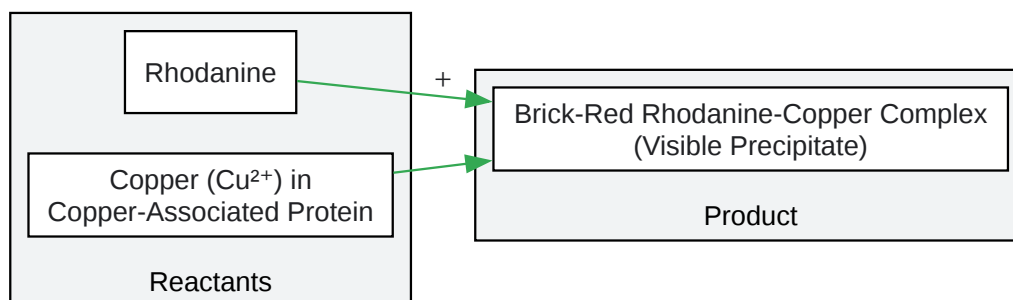 Rhodanine
+
Copper (Cu²⁺) in
Copper-Associated Protein
Reactants
Brick-Red Rhodanine-Copper Complex
(Visible Precipitate)
Product